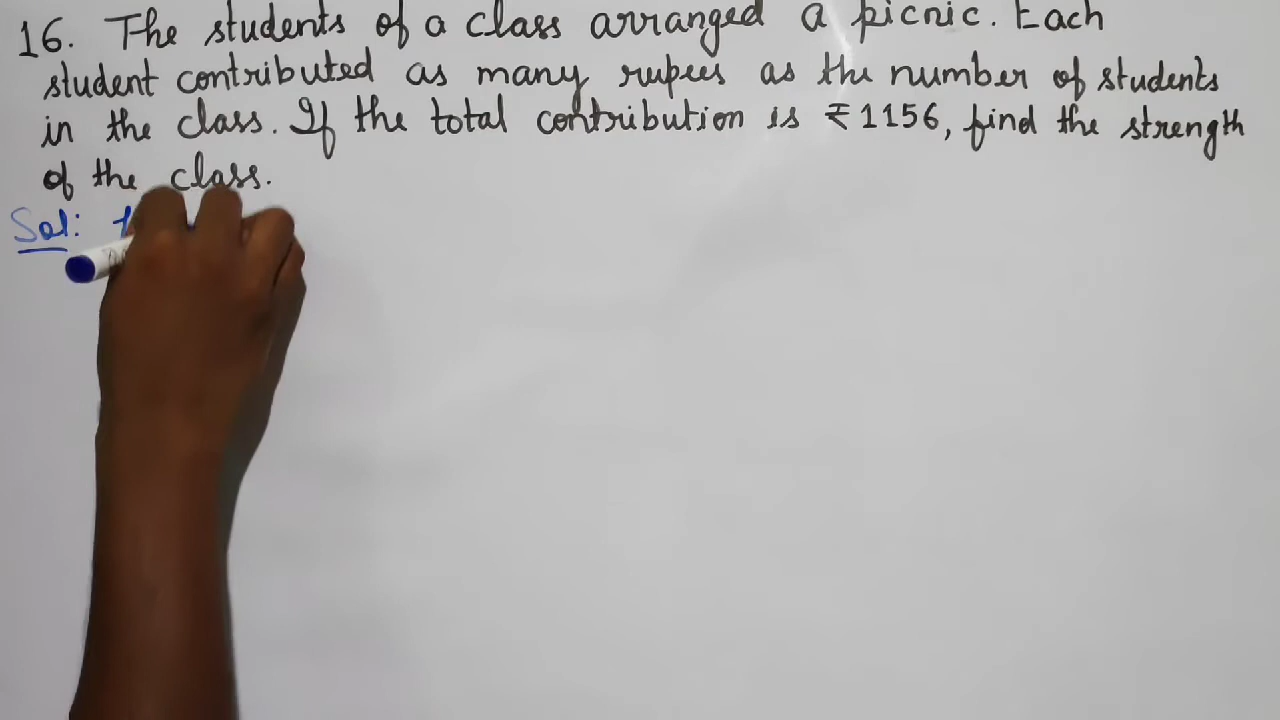 16. The students of a class arranged a picnic. Each
student contributed as many rupees as the number of students
in the class. If the total contribution is ₹1156, find the strength
of the class.
Sol: